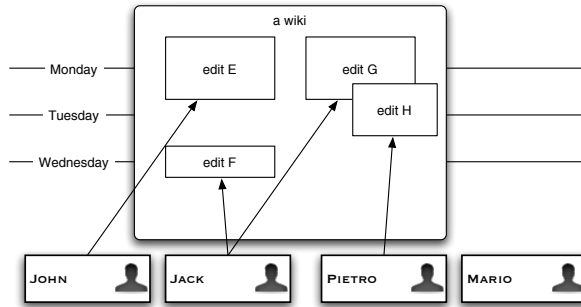 a wiki
Monday
edit E
edit G
Tuesday
edit H
Wednesday
edit F
JOHN
JACK
PIETRO
MARIO